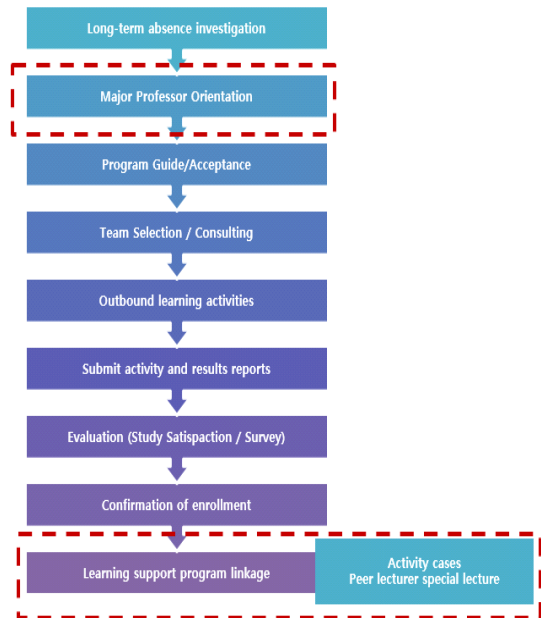 Long-term absence investigation
Major Professor Orientation
Program Guide/Acceptance
Team Selection / Consulting
Outbound learning activities
Submit activity and results reports
Evaluation (Study Satispaction / Survey)
Confirmation of enrollment
Learning support program linkage
Activity cases
Peer lecturer special lecture